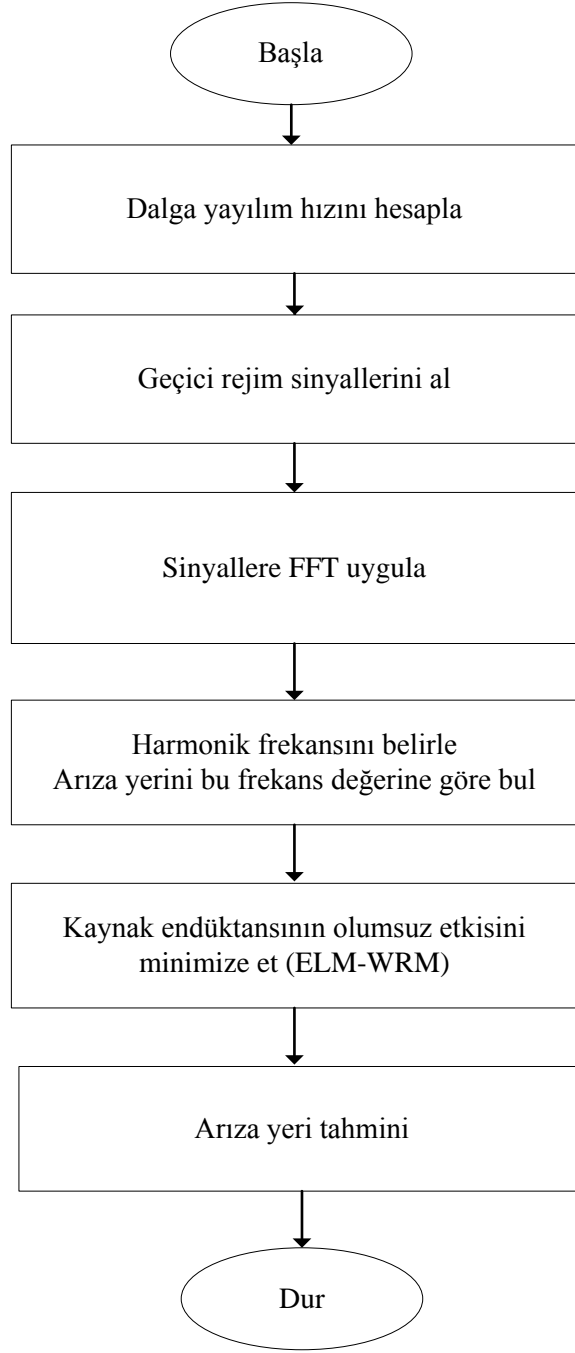 Başla
Dalga yayılım hızını hesapla
Geçici rejim sinyallerini al
Sinyallere FFT uygula
Harmonik frekansını belirle
Arıza yerini bu frekans değerine göre bul
Kaynak endüktansının olumsuz etkisini
minimize et (ELM-WRM)
Arıza yeri tahmini
Dur